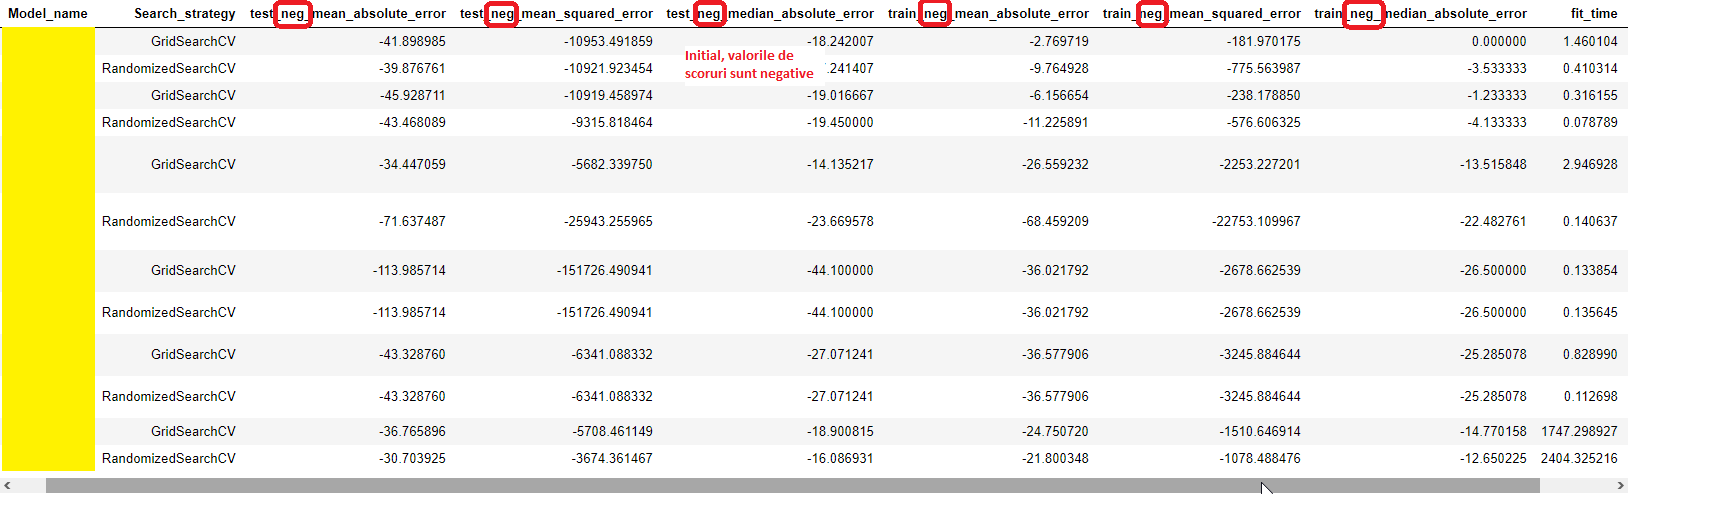 Model_name Search_strategy test_neg_mean_absolute_error test_neg_mean_squared_error test_neg_median_absolute_error train_neg_mean_absolute_error train_neg_mean_squared_error train_neg_median_absolute_error fit_time
GridSearchCV -41.898985 -10953.491859 -18.242007 -2.769719 -181.970175 0.000000 1.460104
Initial, valorile de
scoruri sunt negative
RandomizedSearchCV -39.876761 -10921.923454 .241407 -9.764928 -775.563987 -3.533333 0.410314
GridSearchCV -45.928711 -10919.458974 -19.016667 -6.156654 -238.178850 -1.233333 0.316155
RandomizedSearchCV -43.468089 -9315.818464 -19.450000 -11.225891 -576.606325 -4.133333 0.078789
GridSearchCV -34.447059 -5682.339750 -14.135217 -26.559232 -2253.227201 -13.515848 2.946928
RandomizedSearchCV -71.637487 -25943.255965 -23.669578 -68.459209 -22753.109967 -22.482761 0.140637
GridSearchCV -113.985714 -151726.490941 -44.100000 -36.021792 -2678.662539 -26.500000 0.133854
RandomizedSearchCV -113.985714 -151726.490941 -44.100000 -36.021792 -2678.662539 -26.500000 0.135645
GridSearchCV -43.328760 -6341.088332 -27.071241 -36.577906 -3245.884644 -25.285078 0.828990
RandomizedSearchCV -43.328760 -6341.088332 -27.071241 -36.577906 -3245.884644 -25.285078 0.112698
GridSearchCV -36.765896 -5708.461149 -18.900815 -24.750720 -1510.646914 -14.770158 1747.298927
RandomizedSearchCV -30.703925 -3674.361467 -16.086931 -21.800348 -1078.488476 -12.650225 2404.325216